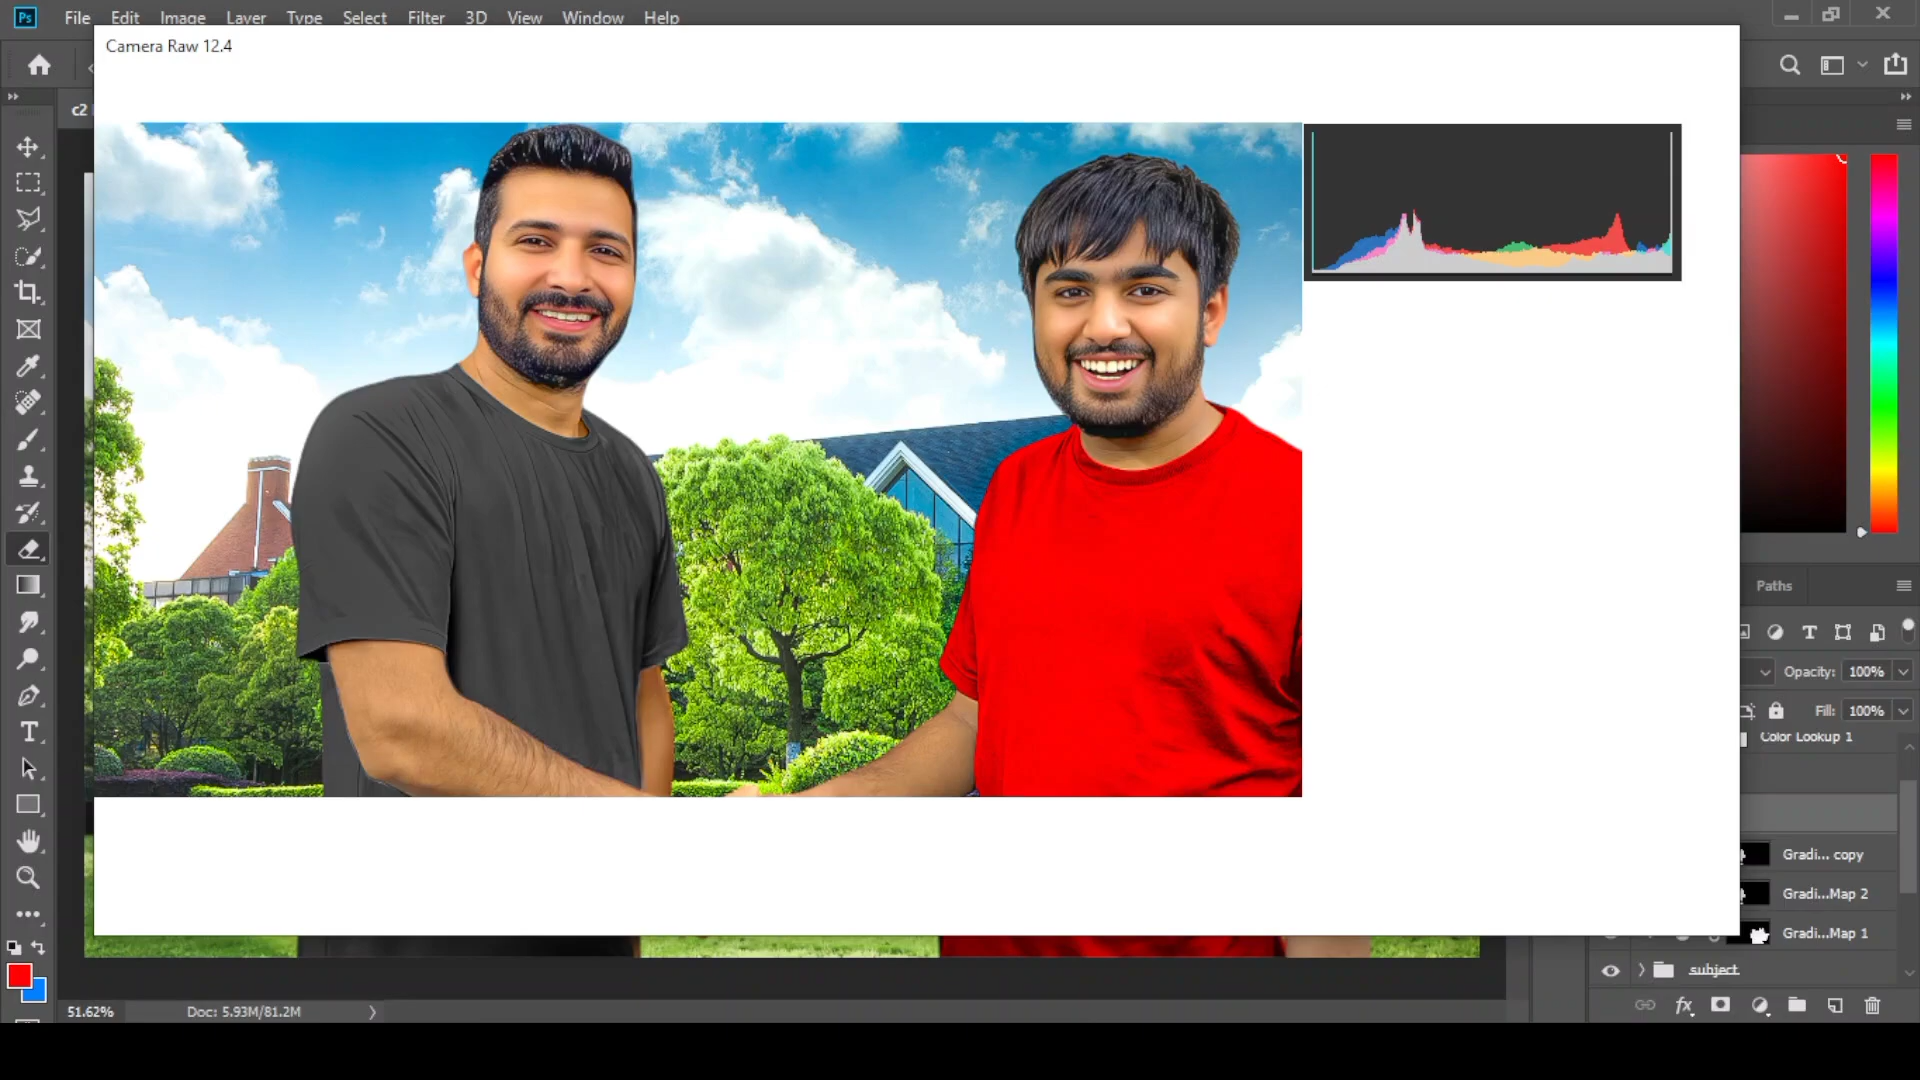 Ps File Edit Image Layer Type Select Filter 3D View Window Help
Camera Raw 12.4
c2
Paths
T
Opacity: 100%
Fill: 100%
Color Lookup 1
Gradi... copy
Gradi...Map 2
Gradi...Map 1
subject
fx
T
51.62% Doc: 5.93M/81.2M